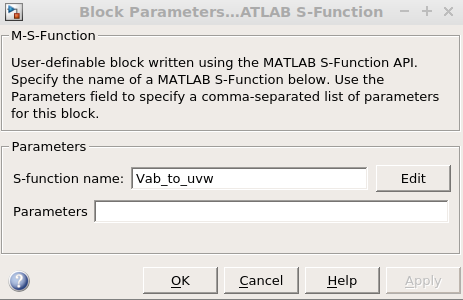 Block Parameters...ATLAB S-Function
M-S-Function
User-definable block written using the MATLAB S-Function API.
Specify the name of a MATLAB S-Function below. Use the
Parameters field to specify a comma-separated list of parameters
for this block.
Parameters
S-function name: Vab_to_uvw Edit
Parameters
? OK Cancel Help Apply